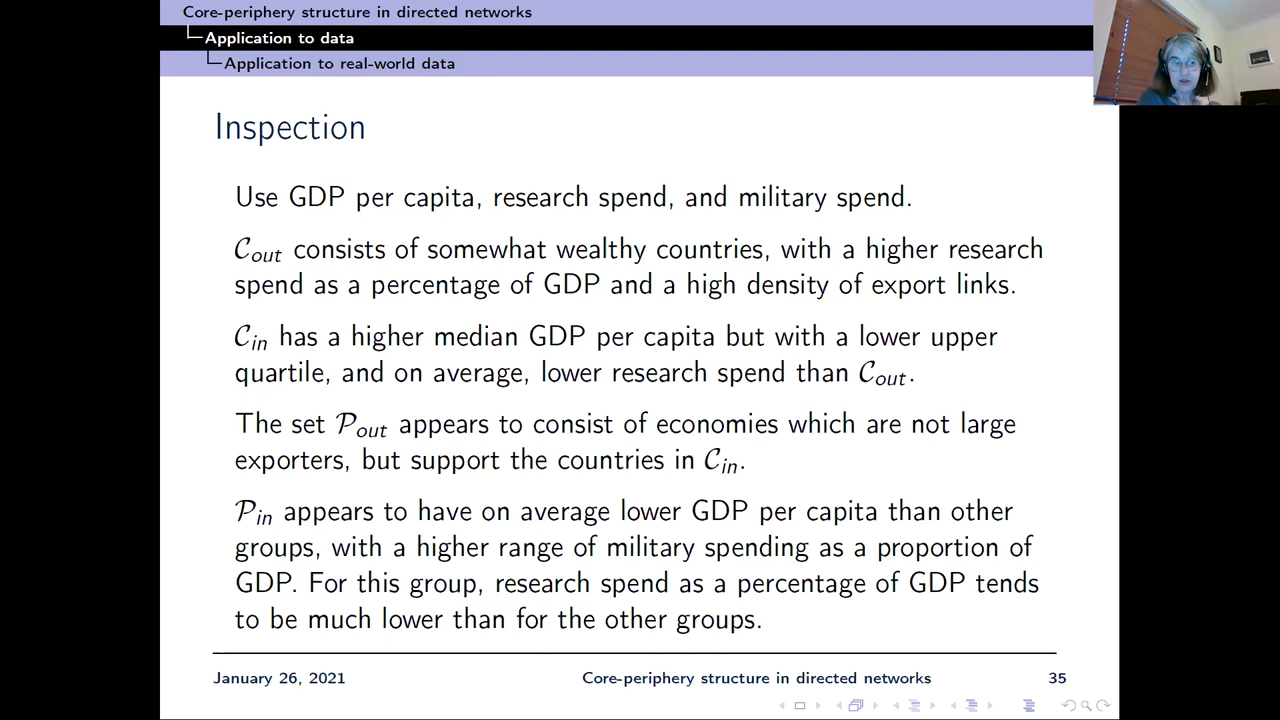 Core-periphery structure in directed networks
Application to data
Application to real-world data
Inspection
Use GDP per capita, research spend, and military spend.
𝒞out consists of somewhat wealthy countries, with a higher research
spend as a percentage of GDP and a high density of export links.
𝒞in has a higher median GDP per capita but with a lower upper
quartile, and on average, lower research spend than 𝒞out.
The set 𝒫out appears to consist of economies which are not large
exporters, but support the countries in 𝒞in.
𝒫in appears to have on average lower GDP per capita than other
groups, with a higher range of military spending as a proportion of
GDP. For this group, research spend as a percentage of GDP tends
to be much lower than for the other groups.
January 26, 2021 Core-periphery structure in directed networks 35